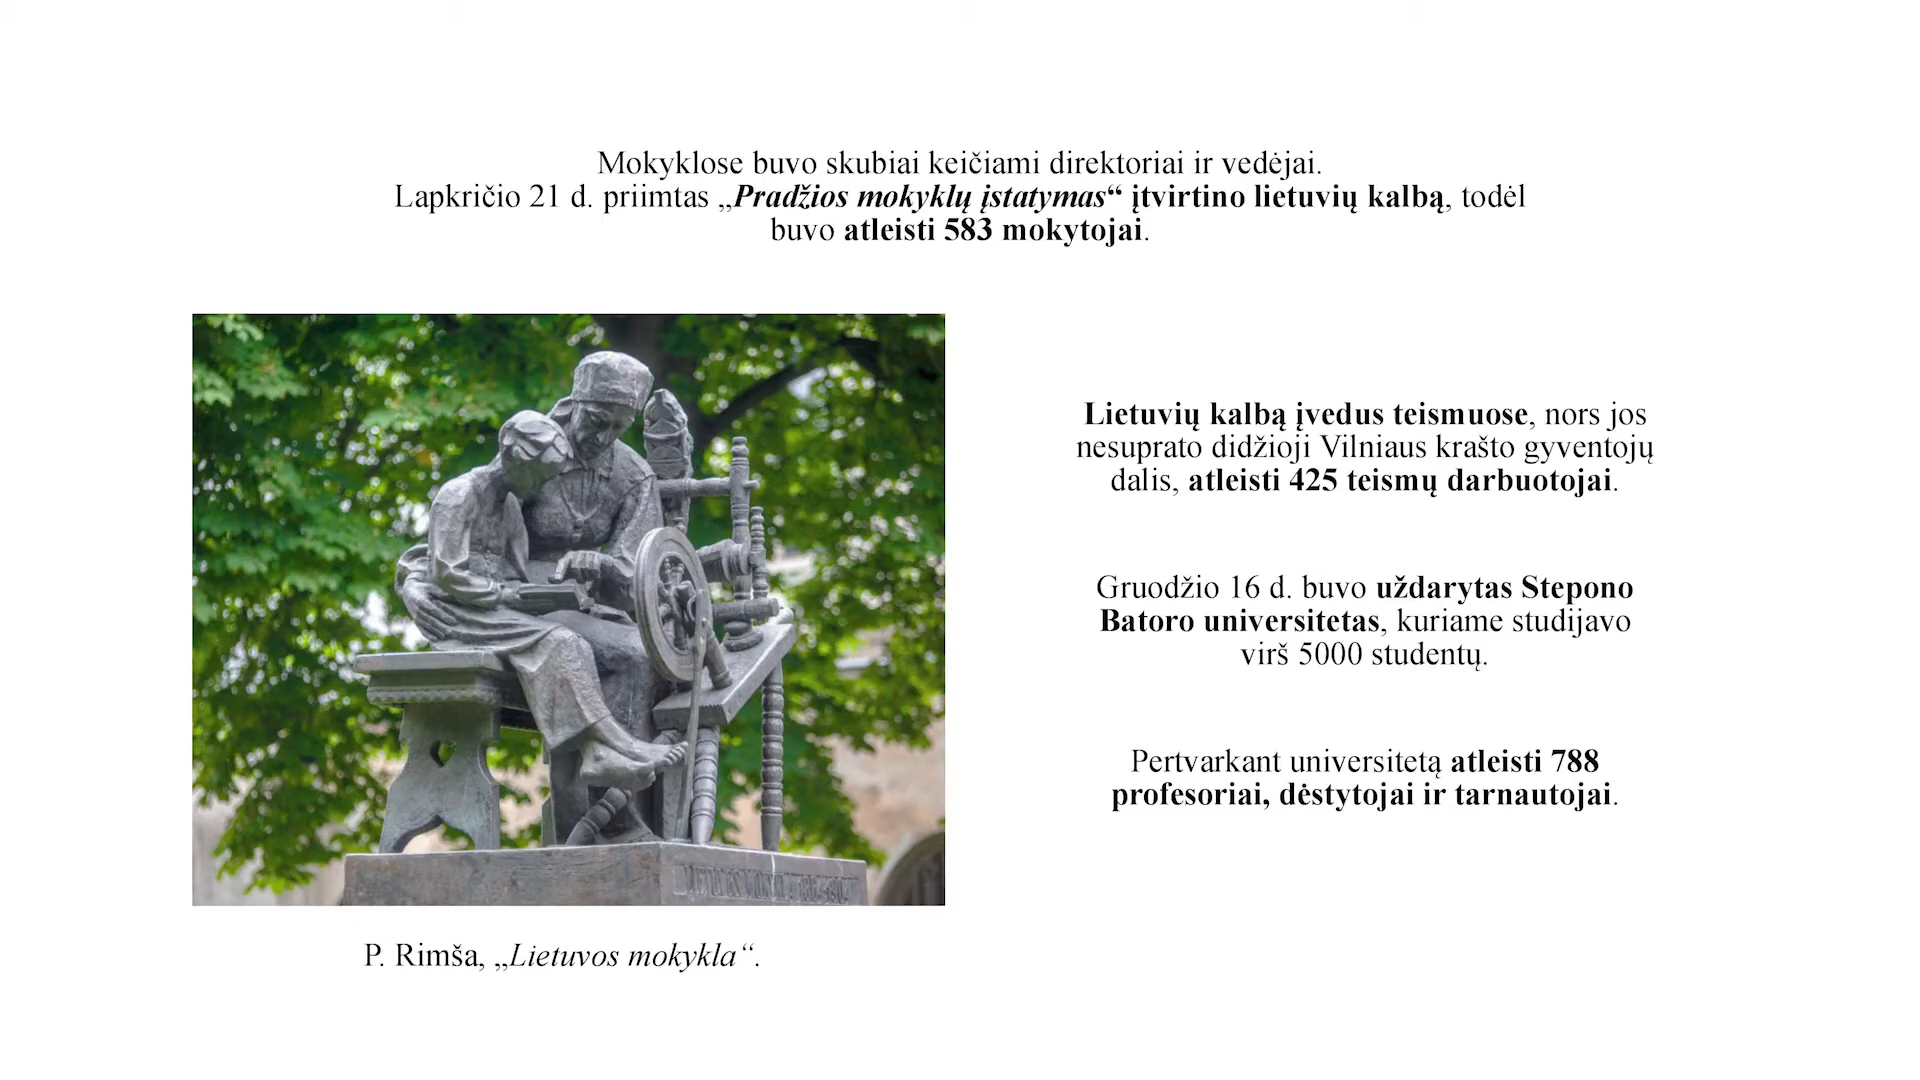 Mokyklose buvo skubiai keičiami direktoriai ir vedėjai.
Lapkričio 21 d. priimtas „Pradžios mokyklų įstatymas“ įtvirtino lietuvių kalbą, todėl
buvo atleisti 583 mokytojai.
Lietuvių kalbą įvedus teismuose, nors jos
nesuprato didžioji Vilniaus krašto gyventojų
dalis, atleisti 425 teismų darbuotojai.
Gruodžio 16 d. buvo uždarytas Stepono
Batoro universitetas, kuriame studijavo
virš 5000 studentų.
Pertvarkant universitetą atleisti 788
profesoriai, dėstytojai ir tarnautojai.
P. Rimša, „Lietuvos mokykla“.